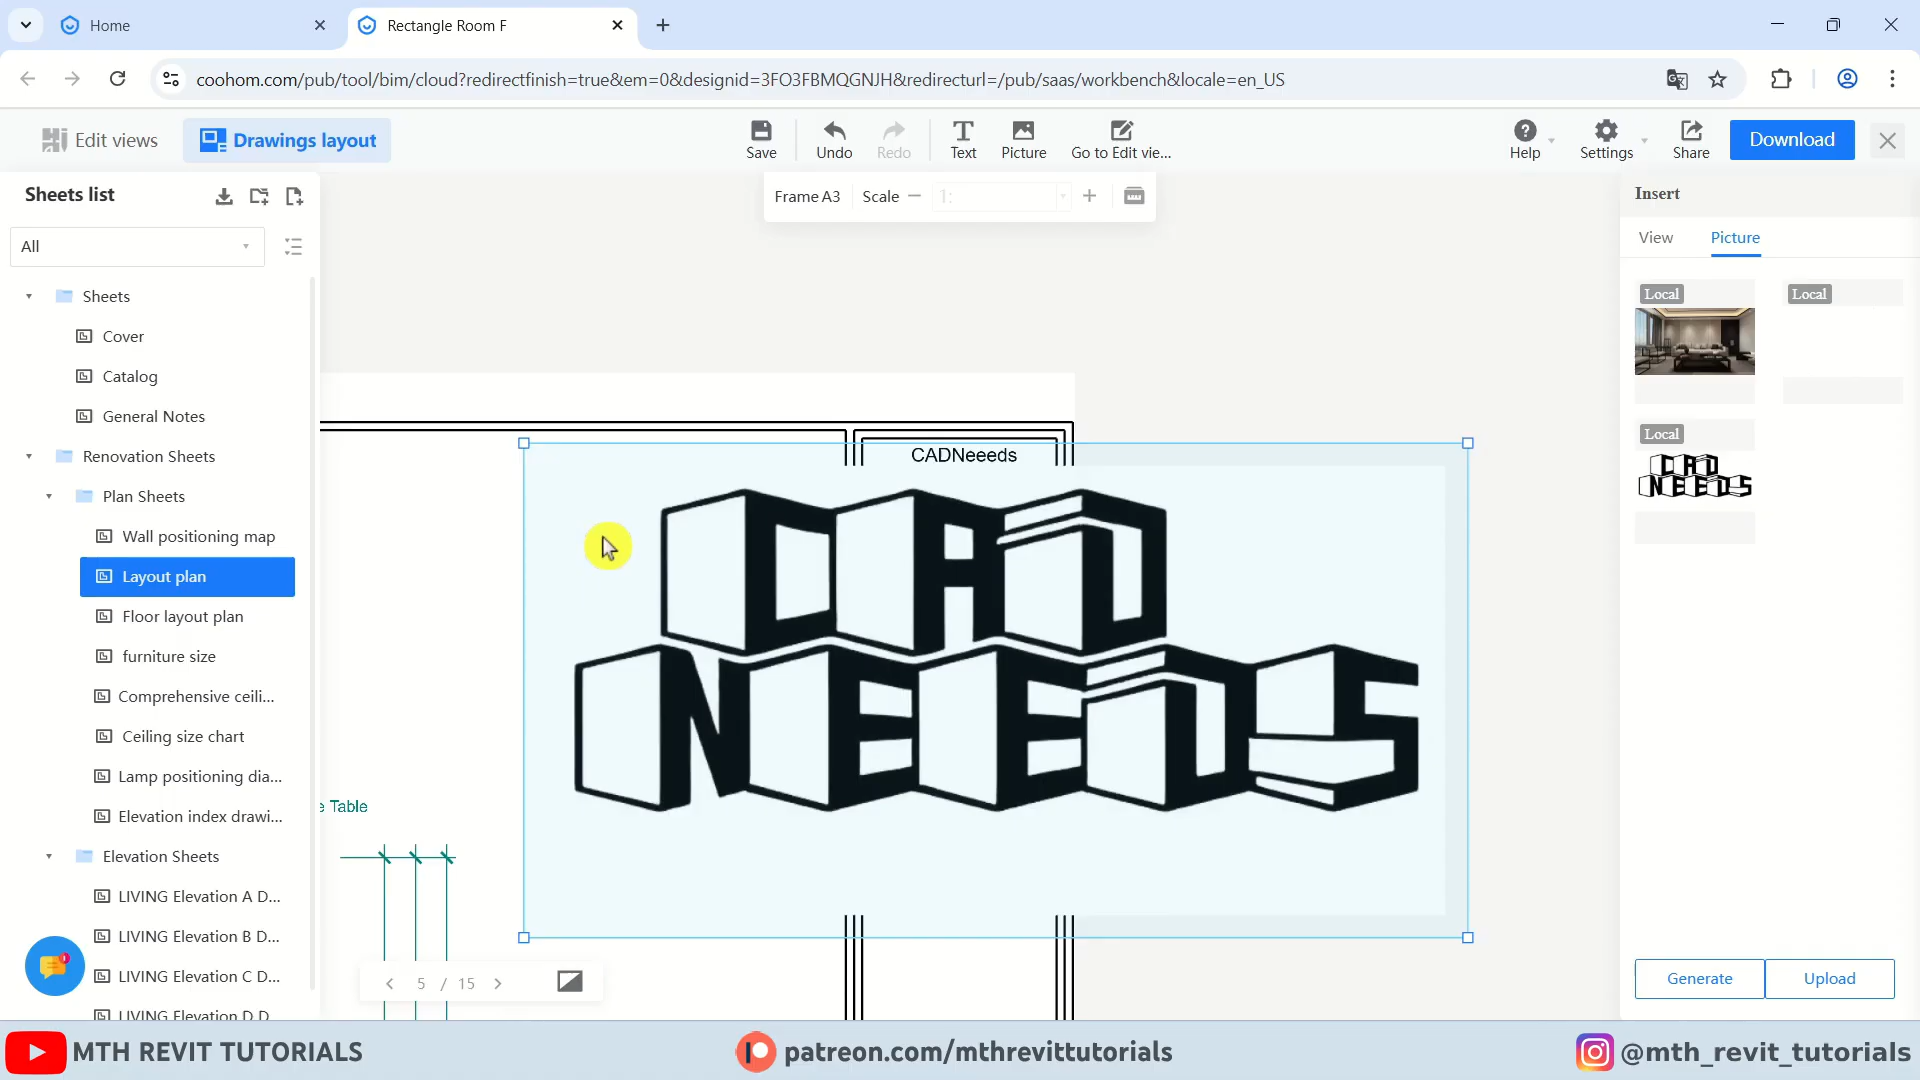 Home
Rectangle Room F
coohom.com/pub/tool/bim/cloud?redirectfinish=true&em=0&designid=3FO3FBMQGNJH&redirecturl=/pub/saas/workbench&locale=en_US
Edit views
Drawings layout
Save
Undo
Redo
Text
Picture
Go to Edit vie...
Help
Settings
Share
Download
Sheets list
Frame A3
Scale
1:
Insert
All
View
Picture
Sheets
Cover
Catalog
General Notes
Renovation Sheets
Plan Sheets
Wall positioning map
Layout plan
Floor layout plan
furniture size
Comprehensive ceili...
Ceiling size chart
Lamp positioning dia...
Elevation index drawi...
Elevation Sheets
LIVING Elevation A D...
LIVING Elevation B D...
LIVING Elevation C D...
LIVING Elevation D D
CADNeeeds
CAD
NEEDS
e Table
5 / 15
Local
Local
Local
CAD
NEEDS
Generate
Upload
MTH REVIT TUTORIALS
patreon.com/mthrevittutorials
@mth_revit_tutorials